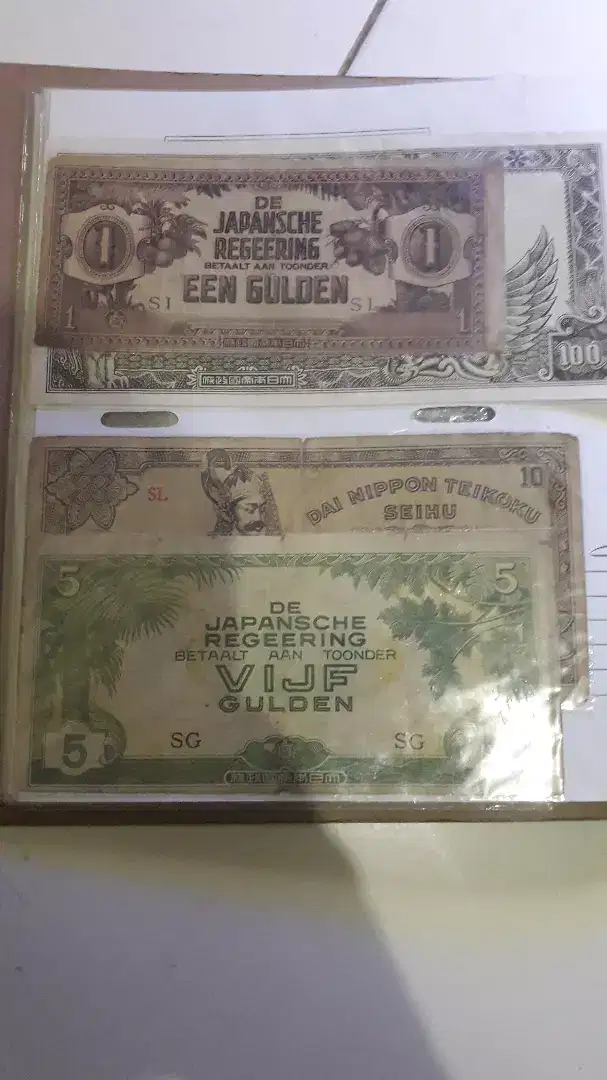 DE
JAPANSCHE
REGEERING
BETAALT AAN TOONDER
EEN GULDEN
1 1
SI SL
1 1
100
SL
10
DAI NIPPON TEIKOKU
SEIHU
5 5
DE
JAPANSCHE
REGEERING
BETAALT AAN TOONDER
VIJF
GULDEN
SG SG
5